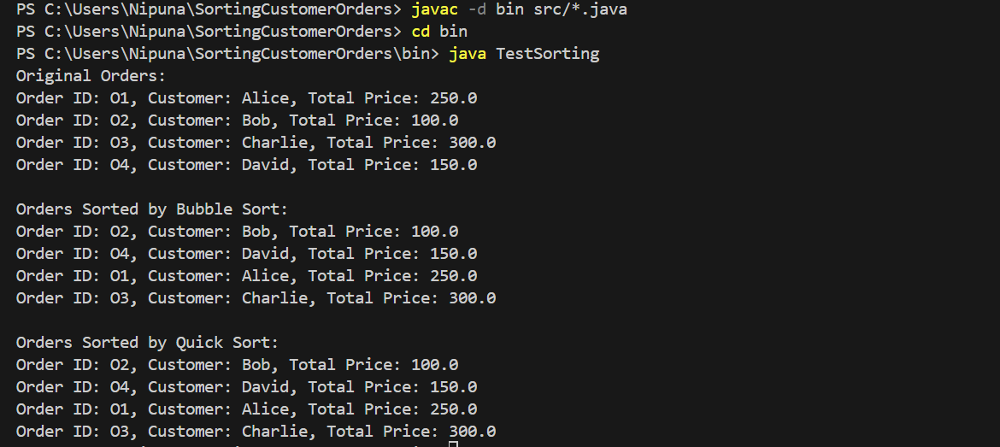 PS C:\Users\Nipuna\SortingCustomerOrders> javac -d bin src/*.java
PS C:\Users\Nipuna\SortingCustomerOrders> cd bin
PS C:\Users\Nipuna\SortingCustomerOrders\bin> java TestSorting
Original Orders:
Order ID: O1, Customer: Alice, Total Price: 250.0
Order ID: O2, Customer: Bob, Total Price: 100.0
Order ID: O3, Customer: Charlie, Total Price: 300.0
Order ID: O4, Customer: David, Total Price: 150.0

Orders Sorted by Bubble Sort:
Order ID: O2, Customer: Bob, Total Price: 100.0
Order ID: O4, Customer: David, Total Price: 150.0
Order ID: O1, Customer: Alice, Total Price: 250.0
Order ID: O3, Customer: Charlie, Total Price: 300.0

Orders Sorted by Quick Sort:
Order ID: O2, Customer: Bob, Total Price: 100.0
Order ID: O4, Customer: David, Total Price: 150.0
Order ID: O1, Customer: Alice, Total Price: 250.0
Order ID: O3, Customer: Charlie, Total Price: 300.0